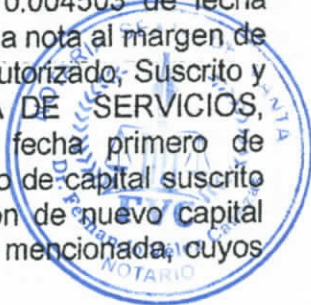 0.004503 de fecha
a nota al margen de
utorizado, Suscrito y
A DE SERVICIOS,
fecha primero de
o de capital suscrito
n de nuevo capital
mencionada, cuyos
NOTARIO